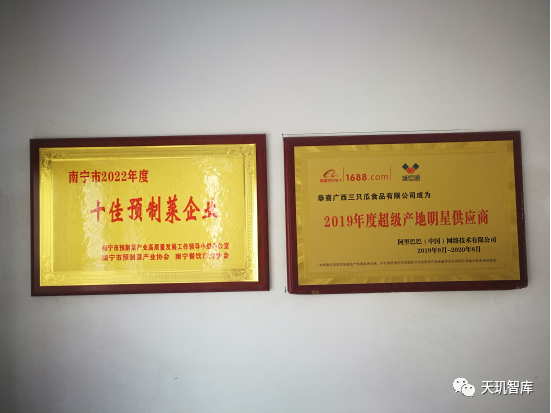 南宁市2022年度
十佳预制菜企业
南宁市预制菜产业高质量发展工作领导小组办公室
南宁市预制菜产业协会 南宁餐饮
1688.com
恭喜广西三只瓜食品有限公司成为
2019年度超级产地明星供应商
阿里巴巴（中国）网络技术有限公司
2019年9月-2020年8月
天玑智库